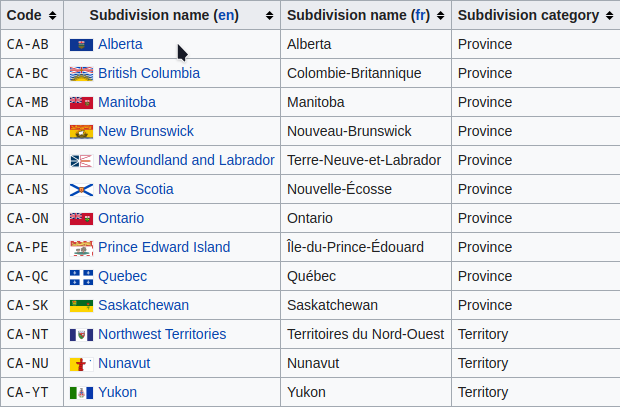 Code Subdivision name (en) Subdivision name (fr) Subdivision category
CA-AB Alberta Alberta Province
CA-BC British Columbia Colombie-Britannique Province
CA-MB Manitoba Manitoba Province
CA-NB New Brunswick Nouveau-Brunswick Province
CA-NL Newfoundland and Labrador Terre-Neuve-et-Labrador Province
CA-NS Nova Scotia Nouvelle-Écosse Province
CA-ON Ontario Ontario Province
CA-PE Prince Edward Island Île-du-Prince-Édouard Province
CA-QC Quebec Québec Province
CA-SK Saskatchewan Saskatchewan Province
CA-NT Northwest Territories Territoires du Nord-Ouest Territory
CA-NU Nunavut Nunavut Territory
CA-YT Yukon Yukon Territory